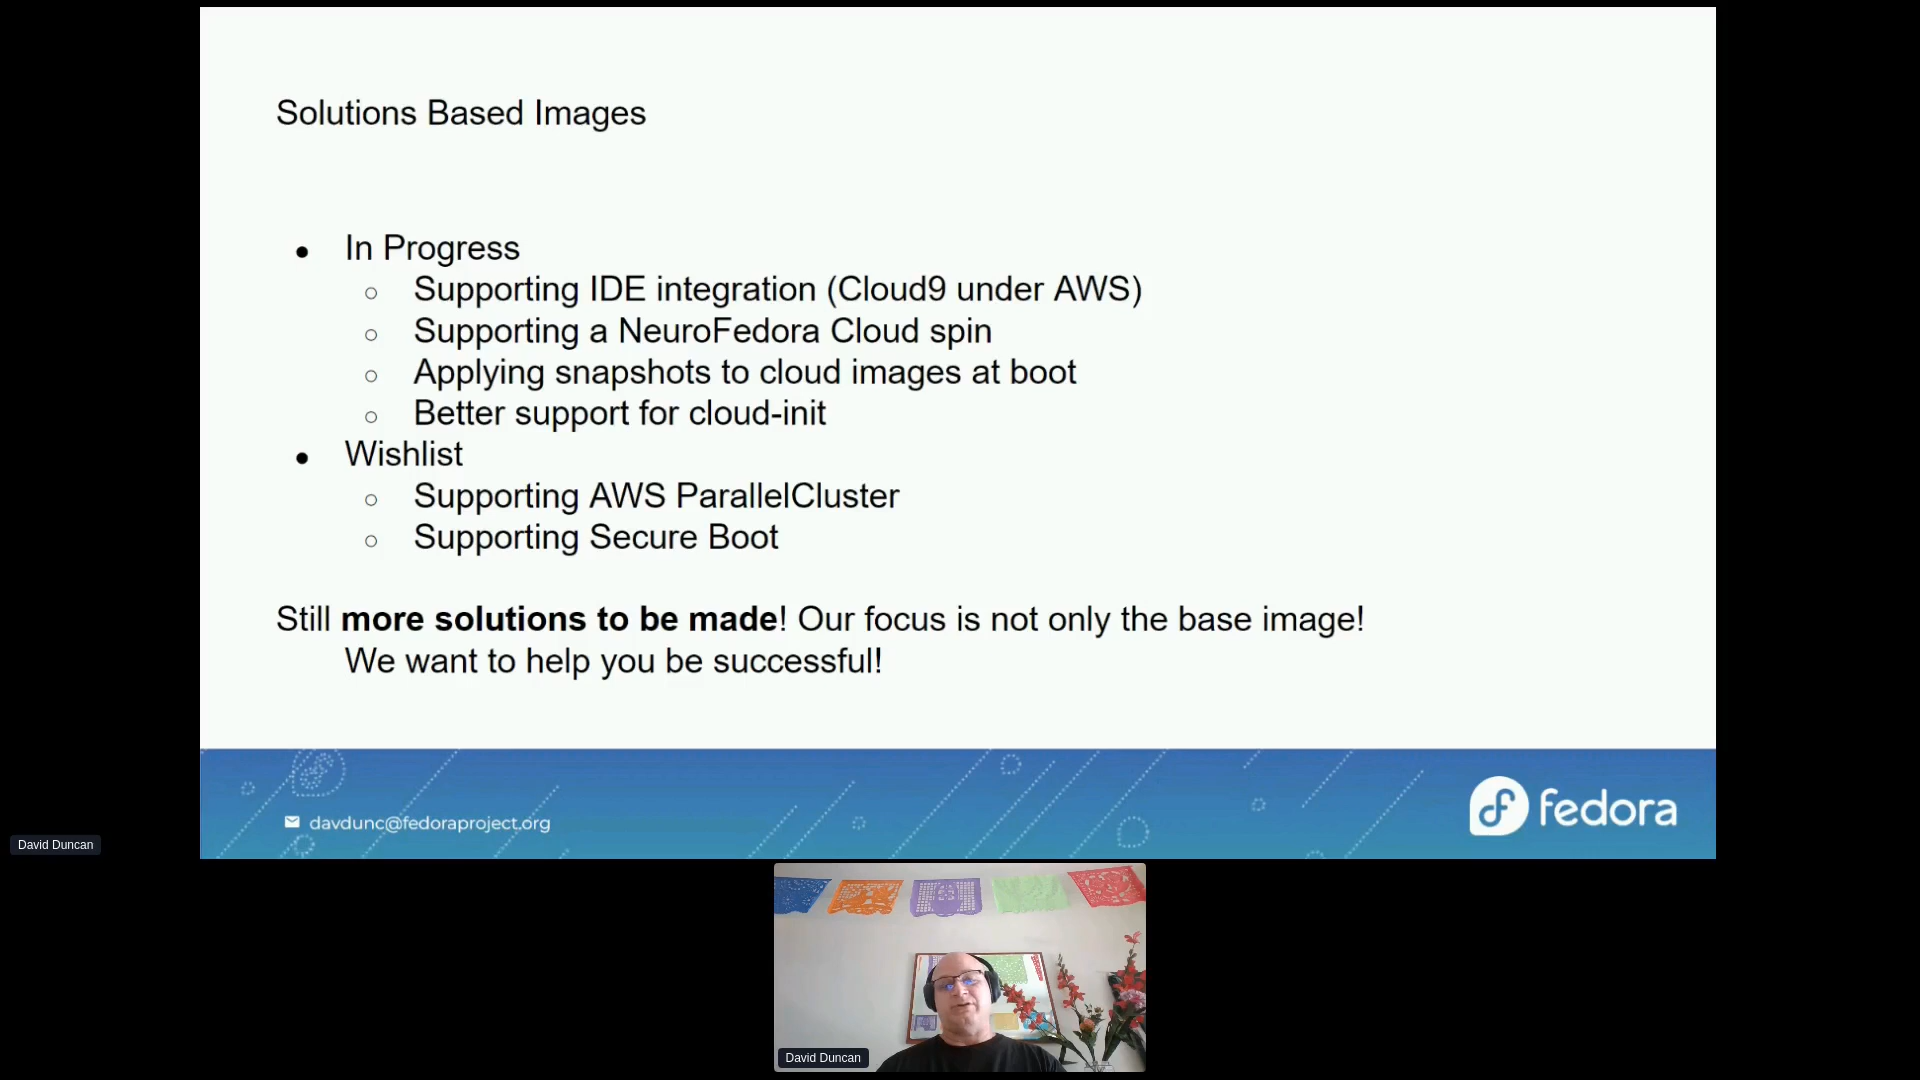 Solutions Based Images
● In Progress
○ Supporting IDE integration (Cloud9 under AWS)
○ Supporting a NeuroFedora Cloud spin
○ Applying snapshots to cloud images at boot
○ Better support for cloud-init
● Wishlist
○ Supporting AWS ParallelCluster
○ Supporting Secure Boot
Still more solutions to be made! Our focus is not only the base image!
We want to help you be successful!
davdunc@fedoraproject.org
fedora
David Duncan
David Duncan